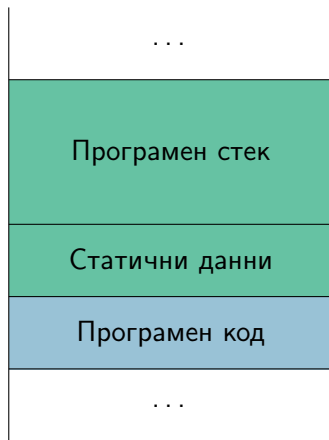 ...
Програмен стек
Статични данни
Програмен код
...